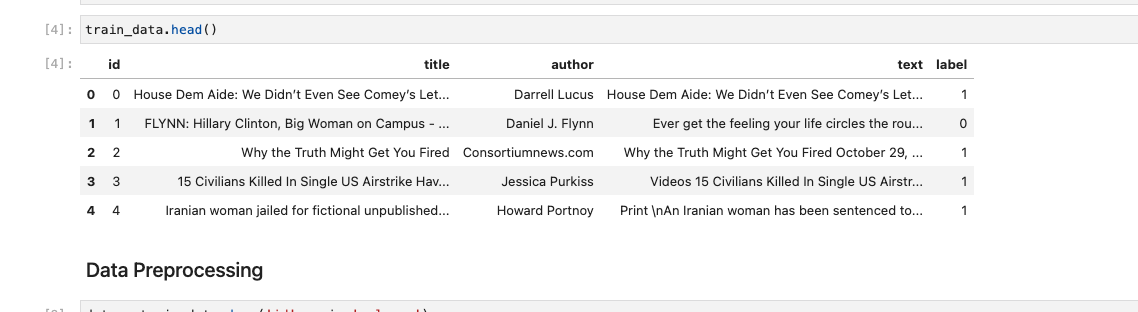 [4]: train_data.head()
[4]: id title author text label
0 0 House Dem Aide: We Didn’t Even See Comey’s Let... Darrell Lucus House Dem Aide: We Didn’t Even See Comey’s Let... 1
1 1 FLYNN: Hillary Clinton, Big Woman on Campus - ... Daniel J. Flynn Ever get the feeling your life circles the rou... 0
2 2 Why the Truth Might Get You Fired Consortiumnews.com Why the Truth Might Get You Fired October 29, ... 1
3 3 15 Civilians Killed In Single US Airstrike Hav... Jessica Purkiss Videos 15 Civilians Killed In Single US Airstr... 1
4 4 Iranian woman jailed for fictional unpublished... Howard Portnoy Print \nAn Iranian woman has been sentenced to... 1
Data Preprocessing